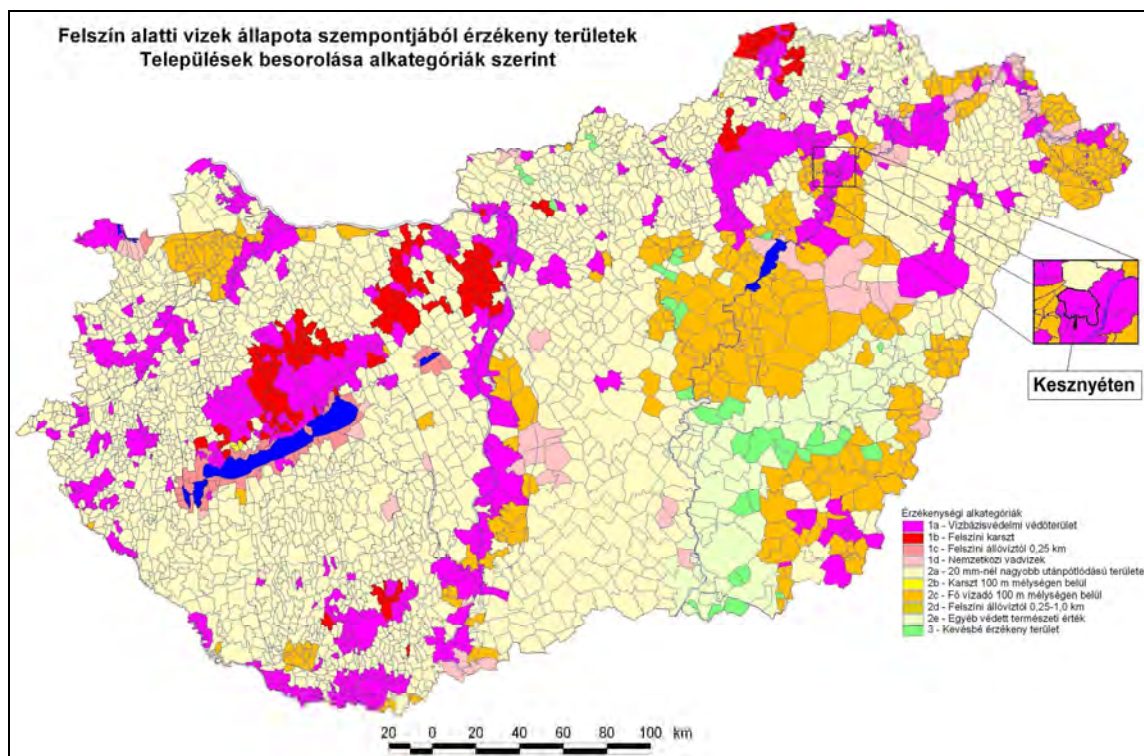 Felszín alatti vizek állapota szempontjából érzékeny területek
Települések besorolása alkategóriák szerint
Kesznyéten
Érzékenységi alkategóriák
1a - Vízbázisvédelmi védőterület
1b - Felszíni karszt
1c - Felszíni állóvíztől 0,25 km
1d - Nemzetközi vadvizek
2a - 20 mm-nél nagyobb utánpótlódású területe
2b - Karszt 100 m mélységen belül
2c - Fő vízadó 100 m mélységen belül
2d - Felszíni állóvíztől 0,25-1,0 km
2e - Egyéb védett természeti érték
3 - Kevésbé érzékeny terület
20 0 20 40 60 80 100 km